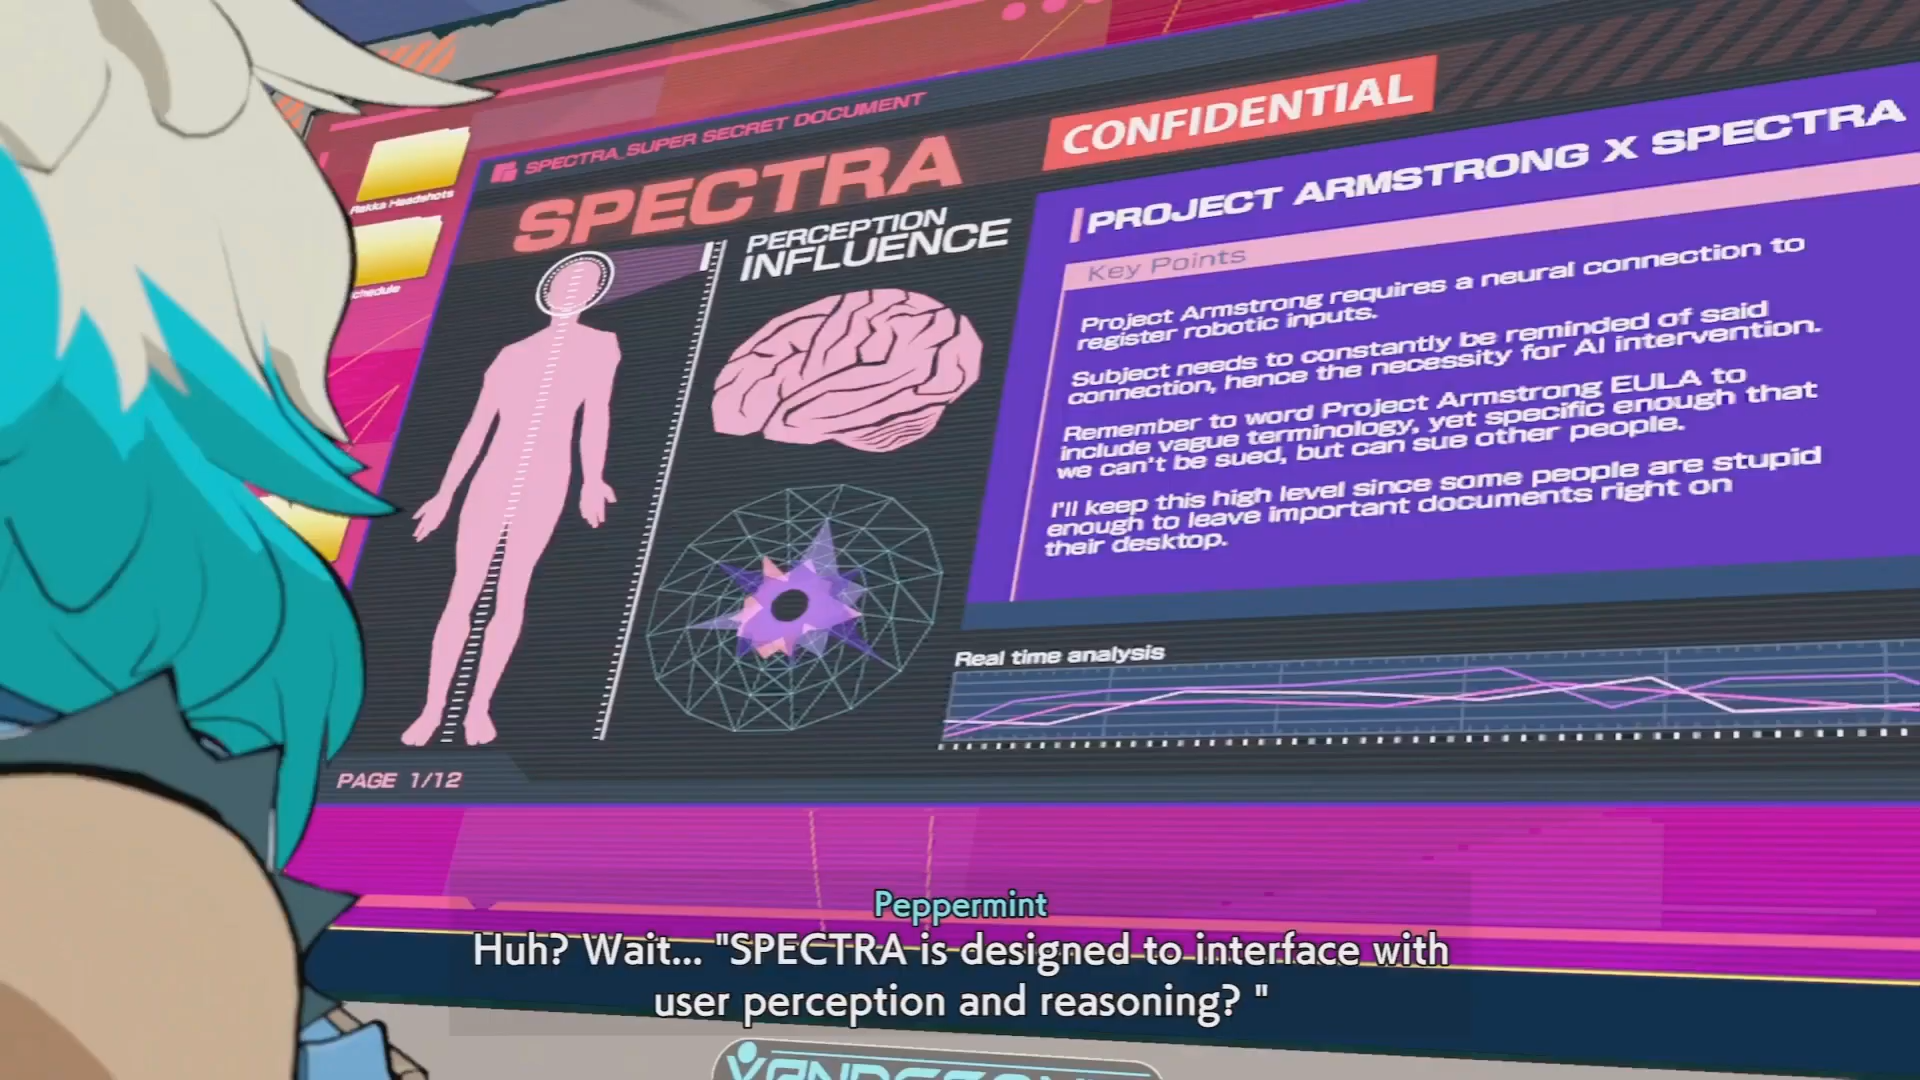 Rekka Headshots
SPECTRA_SUPER SECRET DOCUMENT
SPECTRA
PERCEPTION
INFLUENCE
CONFIDENTIAL
PROJECT ARMSTRONG X SPECTRA
Key Points
Project Armstrong requires a neural connection to
register robotic inputs.
Subject needs to constantly be reminded of said
connection, hence the necessity for AI intervention.
Remember to word Project Armstrong EULA to
include vague terminology, yet specific enough that
we can't be sued, but can sue other people.
I'll keep this high level since some people are stupid
enough to leave important documents right on
their desktop.
Real time analysis
PAGE 1/12
Peppermint
Huh? Wait... "SPECTRA is designed to interface with
user perception and reasoning? "